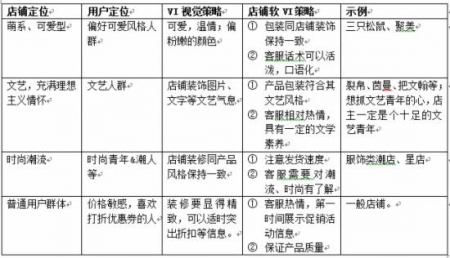 店铺定位 用户定位 VI 视觉策略 店铺软 VI 策略 示例
萌系、可爱型 偏好可爱风格人群 可爱,温情;偏粉嫩的颜色 ① 包装同店铺装饰保持一致 ② 客服话术可以活泼,口语化 三只松鼠、聚美
文艺,充满理想主义情怀 文艺人群 店铺装饰图片、文字等文艺气息 ① 产品包装符合其文艺风格 ② 客服相对热情,具有一定的文学素养 裂帛、茵曼、把文翰等;想抓文艺青年的心,店主一定是个十足的文艺青年
时尚潮流 时尚青年&潮人等 店铺装修同产品风格保持一致 ① 注意发货速度 ② 客服需要对潮流、时尚有了解 服饰类潮店、星店
普通用户群体 价格敏感,喜欢打折优惠券的人 装修要显得精致,可以适时突出折扣等信息。 ① 客服热情,第一时间展示促销活动信息 ② 保证产品质量 一般店铺。